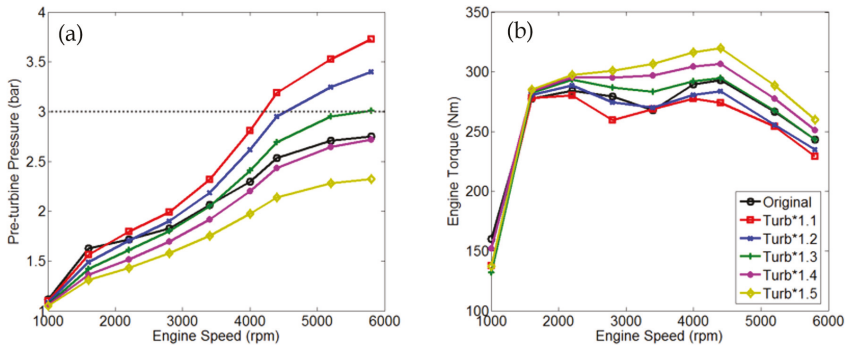 (a)
Pre-turbine Pressure (bar)
4
3.5
3
2.5
2
1.5
1
1000 2000 3000 4000 5000 6000
Engine Speed (rpm)
(b)
Engine Torque (Nm)
350
300
250
200
150
100
1000 2000 3000 4000 5000 6000
Engine Speed (rpm)
Original
Turb*1.1
Turb*1.2
Turb*1.3
Turb*1.4
Turb*1.5